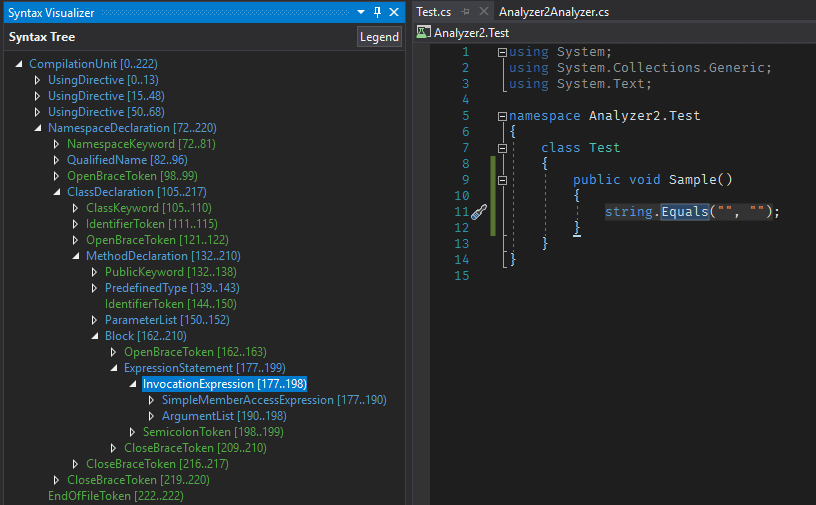 Syntax Visualizer
Syntax Tree
Legend
CompilationUnit [0..222]
UsingDirective [0..13]
UsingDirective [15..48]
UsingDirective [50..68]
NamespaceDeclaration [72..220]
NamespaceKeyword [72..81]
QualifiedName [82..96]
OpenBraceToken [98..99]
ClassDeclaration [105..217]
ClassKeyword [105..110]
IdentifierToken [111..115]
OpenBraceToken [121..122]
MethodDeclaration [132..210]
PublicKeyword [132..138]
PredefinedType [139..143]
IdentifierToken [144..150]
ParameterList [150..152]
Block [162..210]
OpenBraceToken [162..163]
ExpressionStatement [177..199]
InvocationExpression [177..198]
SimpleMemberAccessExpression [177..190]
ArgumentList [190..198]
SemicolonToken [198..199]
CloseBraceToken [209..210]
CloseBraceToken [216..217]
CloseBraceToken [219..220]
EndOfFileToken [222..222]
Test.cs Analyzer2Analyzer.cs
Analyzer2.Test
1 using System;
2 using System.Collections.Generic;
3 using System.Text;
4
5 namespace Analyzer2.Test
6 {
7 class Test
8 {
9 public void Sample()
10 {
11 string.Equals("", "");
12 }
13 }
14 }
15